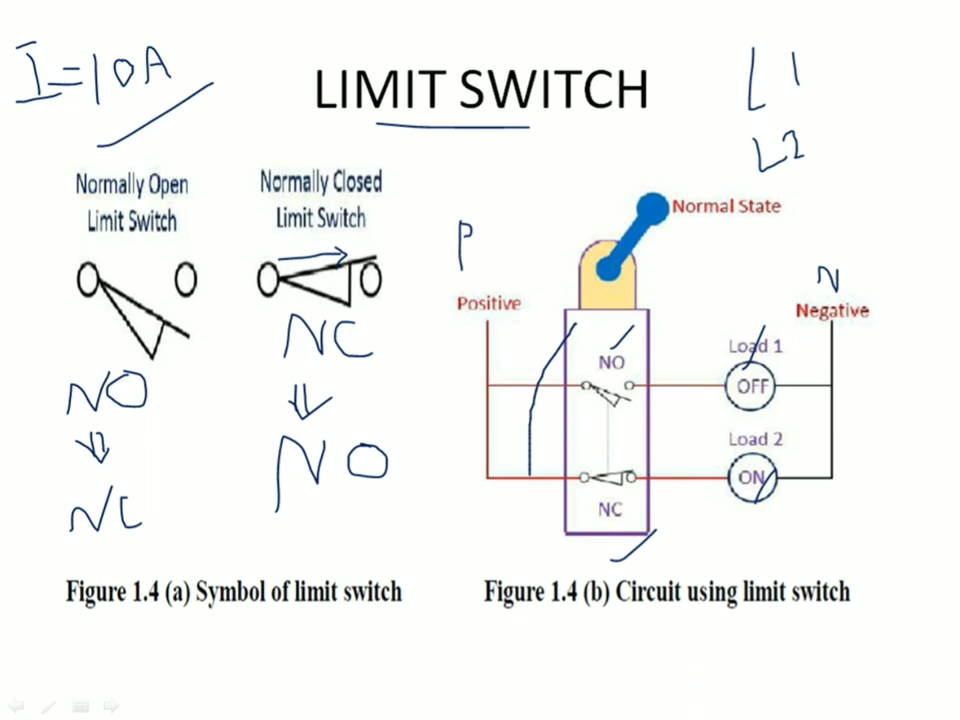 I=10A
LIMIT SWITCH
L1
L2
Normally Open
Limit Switch
Normally Closed
Limit Switch
NO
NC
NC
NO
Normal State
P
N
Positive
Negative
NO
Load 1
OFF
Load 2
ON
NC
Figure 1.4 (a) Symbol of limit switch
Figure 1.4 (b) Circuit using limit switch